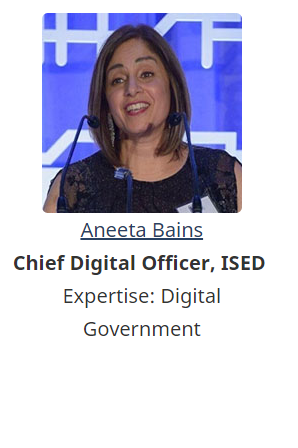 Aneeta Bains
Chief Digital Officer, ISED
Expertise: Digital
Government